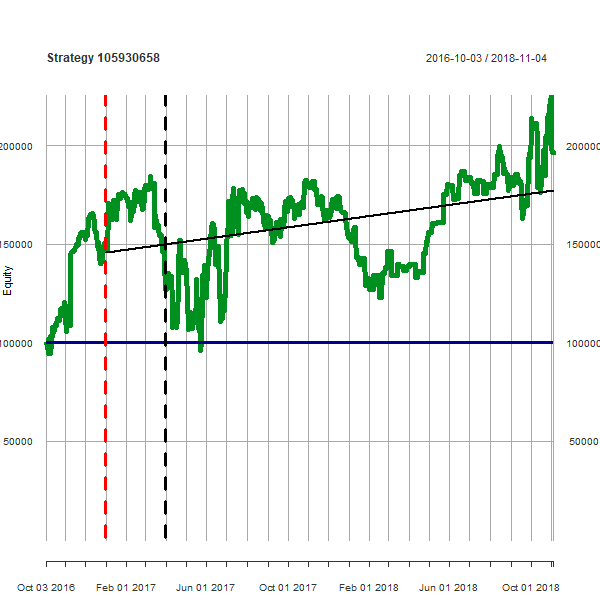 Strategy 105930658
2016-10-03 / 2018-11-04
200000 200000
150000 150000
Equity
100000 100000
50000 50000
Oct 03 2016 Feb 01 2017 Jun 01 2017 Oct 01 2017 Feb 01 2018 Jun 01 2018 Oct 01 2018